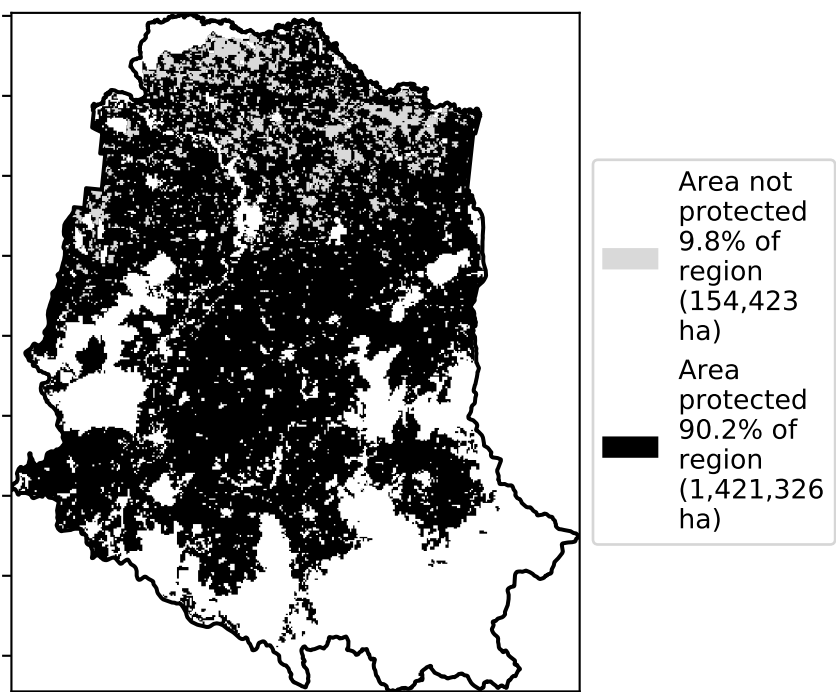 Area not
protected
9.8% of
region
(154,423
ha)
Area
protected
90.2% of
region
(1,421,326
ha)